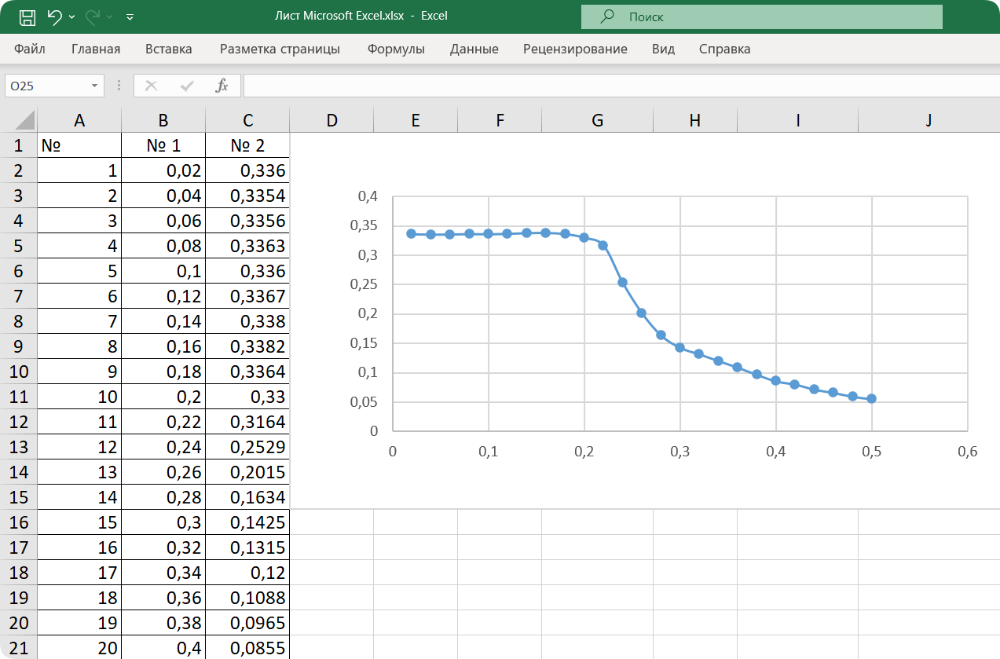 Лист Microsoft Excel.xlsx - Excel
Поиск
Файл Главная Вставка Разметка страницы Формулы Данные Рецензирование Вид Справка
O25 fx
A B C D E F G H I J
1 № № 1 № 2
2 1 0,02 0,336
3 2 0,04 0,3354
4 3 0,06 0,3356
5 4 0,08 0,3363
6 5 0,1 0,336
7 6 0,12 0,3367
8 7 0,14 0,338
9 8 0,16 0,3382
10 9 0,18 0,3364
11 10 0,2 0,33
12 11 0,22 0,3164
13 12 0,24 0,2529
14 13 0,26 0,2015
15 14 0,28 0,1634
16 15 0,3 0,1425
17 16 0,32 0,1315
18 17 0,34 0,12
19 18 0,36 0,1088
20 19 0,38 0,0965
21 20 0,4 0,0855
0,4
0,35
0,3
0,25
0,2
0,15
0,1
0,05
0
0 0,1 0,2 0,3 0,4 0,5 0,6